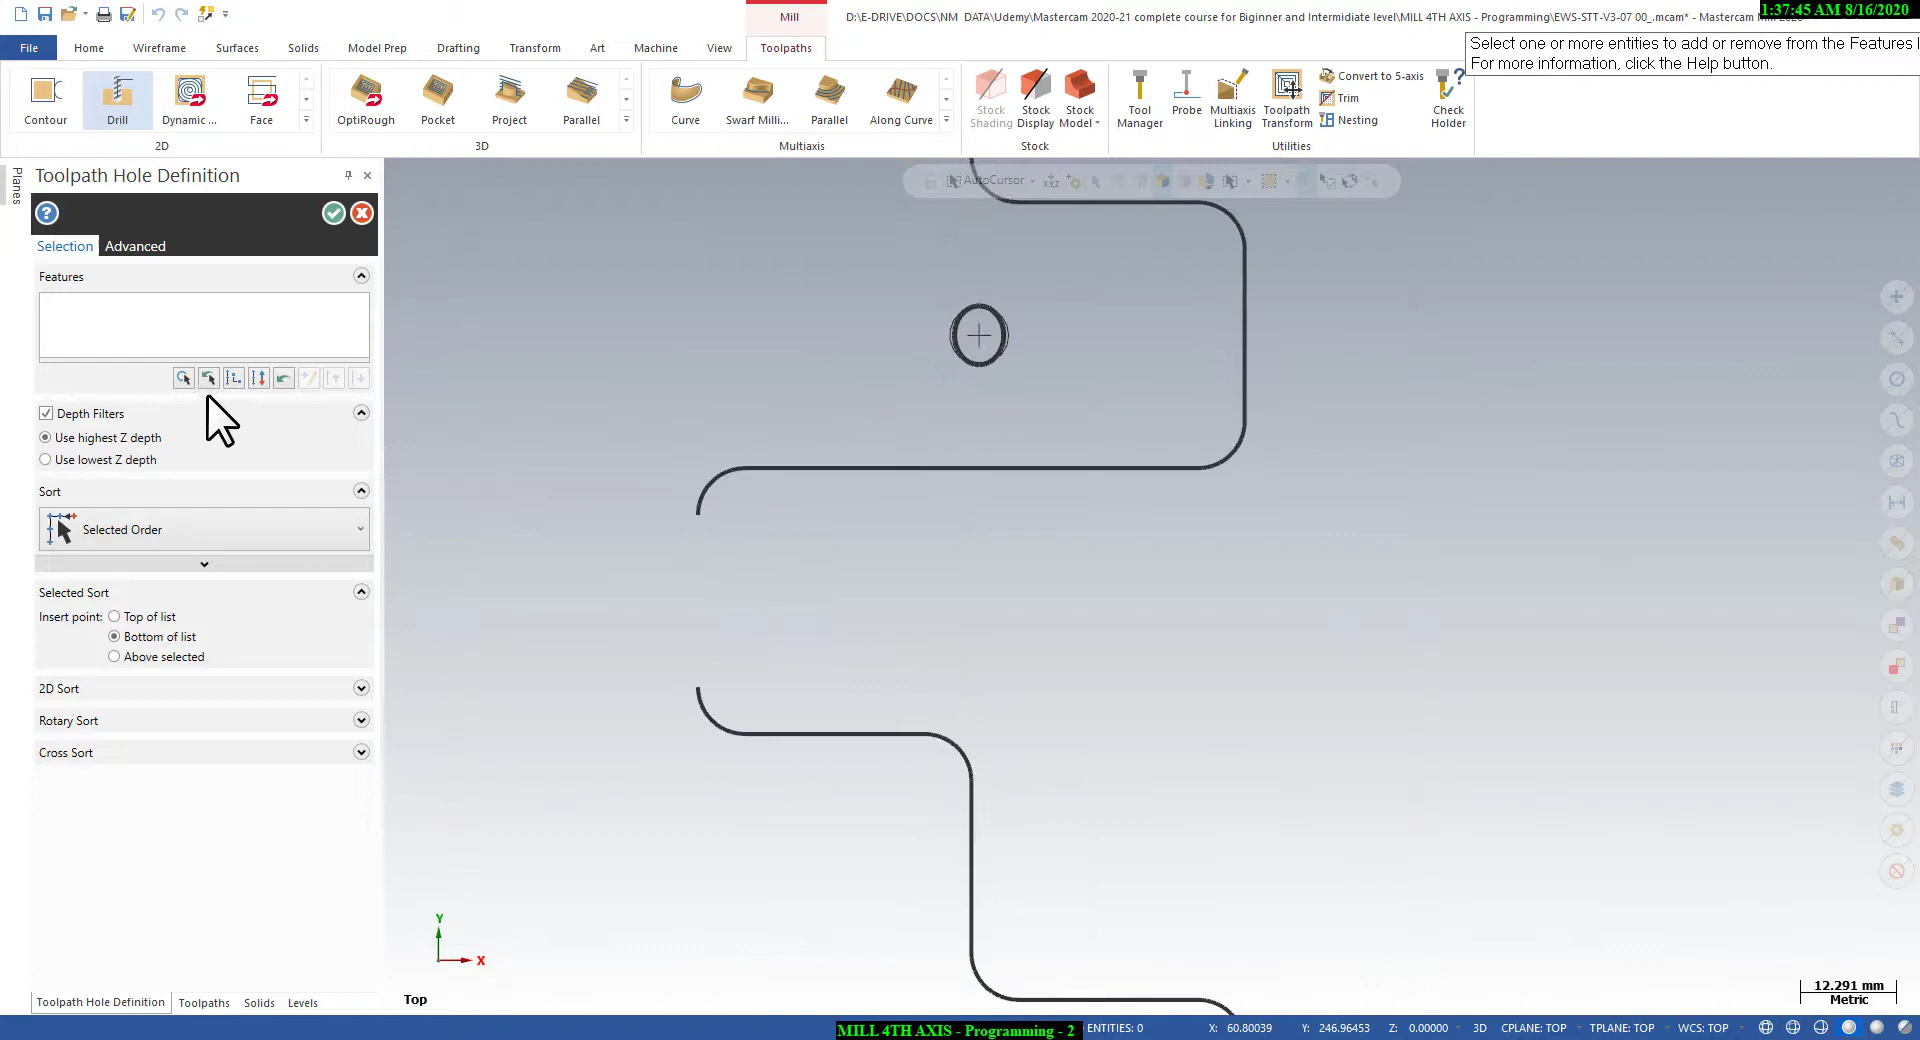 Mill
D:\E-DRIVE\DOCS\NM DATA\Udemy\Mastercam 2020-21 complete course for Biginner and Intermidiate level\MILL 4TH AXIS - Programming\EWS-STT-V3-07 00_.mcam* - Mastercam Mill 2020
1:37:45 AM 8/16/2020
File
Home
Wireframe
Surfaces
Solids
Model Prep
Drafting
Transform
Art
Machine
View
Toolpaths
Select one or more entities to add or remove from the Features
For more information, click the Help button.
Contour
Drill
Dynamic ...
Face
2D
OptiRough
Pocket
Project
Parallel
3D
Curve
Swarf Milli...
Parallel
Along Curve
Multiaxis
Stock Shading
Stock Display
Stock Model
Stock
Tool Manager
Probe
Multiaxis Linking
Toolpath Transform
Convert to 5-axis
Trim
Nesting
Check Holder
Utilities
Planes
Toolpath Hole Definition
Selection
Advanced
Features
Depth Filters
Use highest Z depth
Use lowest Z depth
Sort
Selected Order
Selected Sort
Insert point:
Top of list
Bottom of list
Above selected
2D Sort
Rotary Sort
Cross Sort
AutoCursor
Y
X
Top
12.291 mm
Metric
Toolpath Hole Definition
Toolpaths
Solids
Levels
MILL 4TH AXIS - Programming - 2
ENTITIES: 0
X: 60.80039
Y: 246.96453
Z: 0.00000
3D
CPLANE: TOP
TPLANE: TOP
WCS: TOP